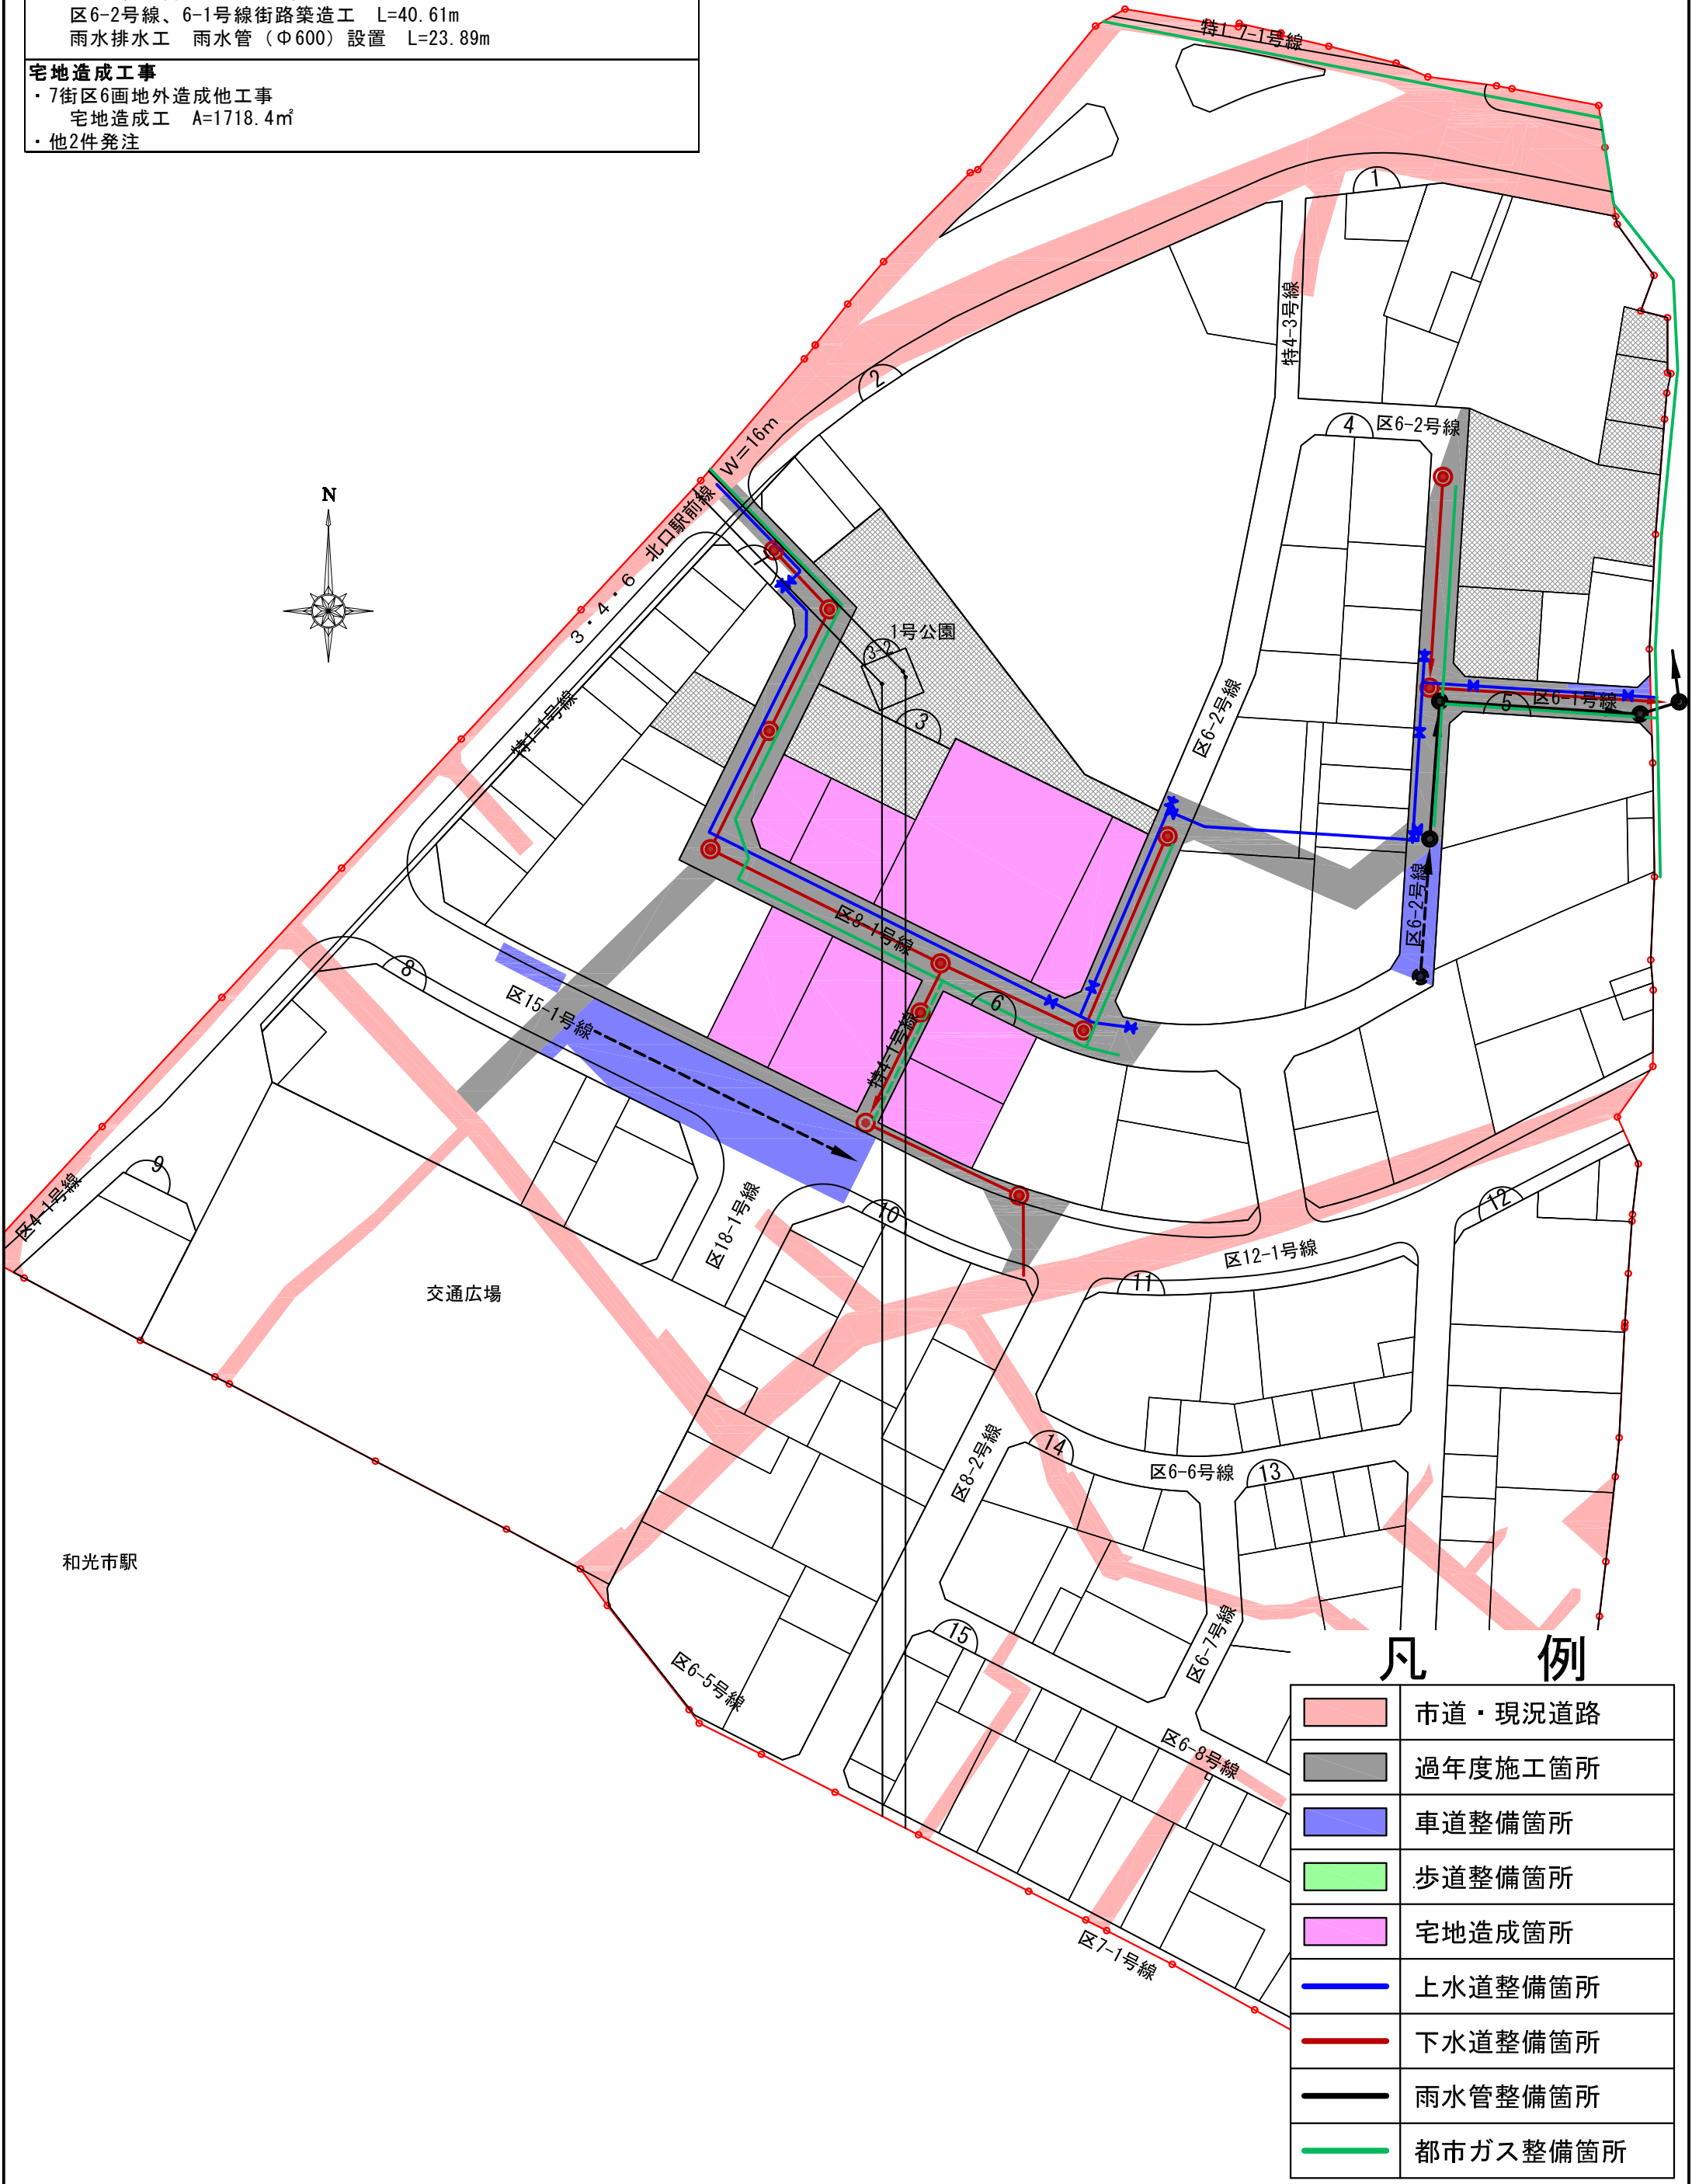 区6-2号線、6-1号線街路築造工　L=40.61m
雨水排水工　雨水管（Φ600）設置　L=23.89m
宅地造成工事
・7街区6画地外造成他工事
宅地造成工　A=1718.4㎡
・他2件発注
特1.7-1号線
1
特4-3号線
2
W=16m
4
区6-2号線
N
北口駅前線
3・4・6
7
1号公園
3-2
3
特1-1号線
区6-2号線
5
区6-1号線
区6-2号線
区8-1号線
8
区15-1号線
6
特4-1号線
9
区4-1号線
区18-1号線
10
12
区12-1号線
交通広場
11
区8-2号線
14
区6-6号線
13
和光市駅
15
区6-7号線
区6-5号線
区6-8号線
区7-1号線
凡　例
市道・現況道路
過年度施工箇所
車道整備箇所
歩道整備箇所
宅地造成箇所
上水道整備箇所
下水道整備箇所
雨水管整備箇所
都市ガス整備箇所